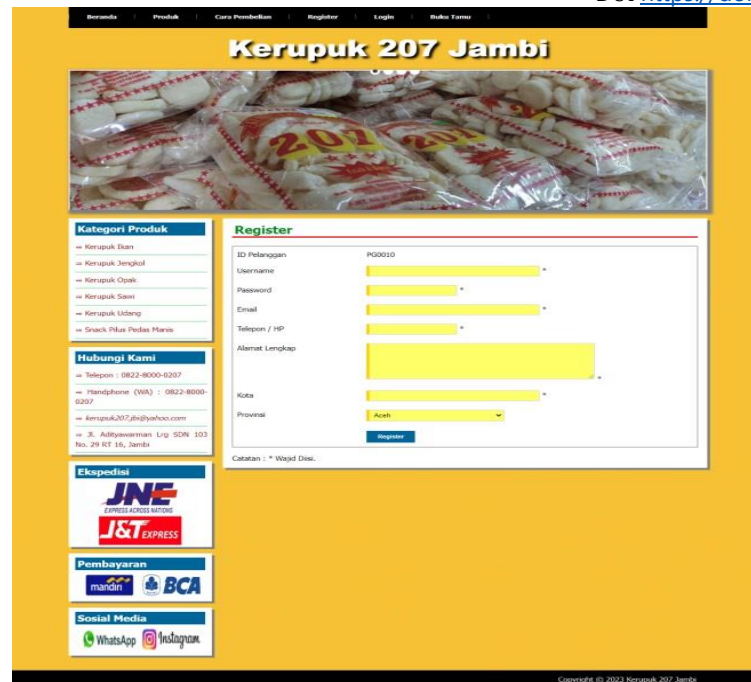 Beranda Produk Cara Pembelian Register Login Buku Tamu
Kerupuk 207 Jambi
207
Kategori Produk
⇒ Kerupuk Ikan
⇒ Kerupuk Jengkol
⇒ Kerupuk Opak
⇒ Kerupuk Sawi
⇒ Kerupuk Udang
⇒ Snack Pilus Pedas Manis
Hubungi Kami
⇒ Telepon : 0822-8000-0207
⇒ Handphone (WA) : 0822-8000-
0207
⇒ kerupuk207.jbi@yahoo.com
⇒ Jl. Adityawarman Lrg SDN 103
No. 29 RT 16, Jambi
Ekspedisi
JNE
EXPRESS ACROSS NATIONS
J&T EXPRESS
Pembayaran
mandiri BCA
Sosial Media
WhatsApp Instagram
Register
ID Pelanggan PG0010
Username *
Password *
Email *
Telepon / HP *
Alamat Lengkap *
Kota *
Provinsi Aceh
Register
Catatan : * Wajid Diisi.
Copyright © 2023 Kerupuk 207 Jambi